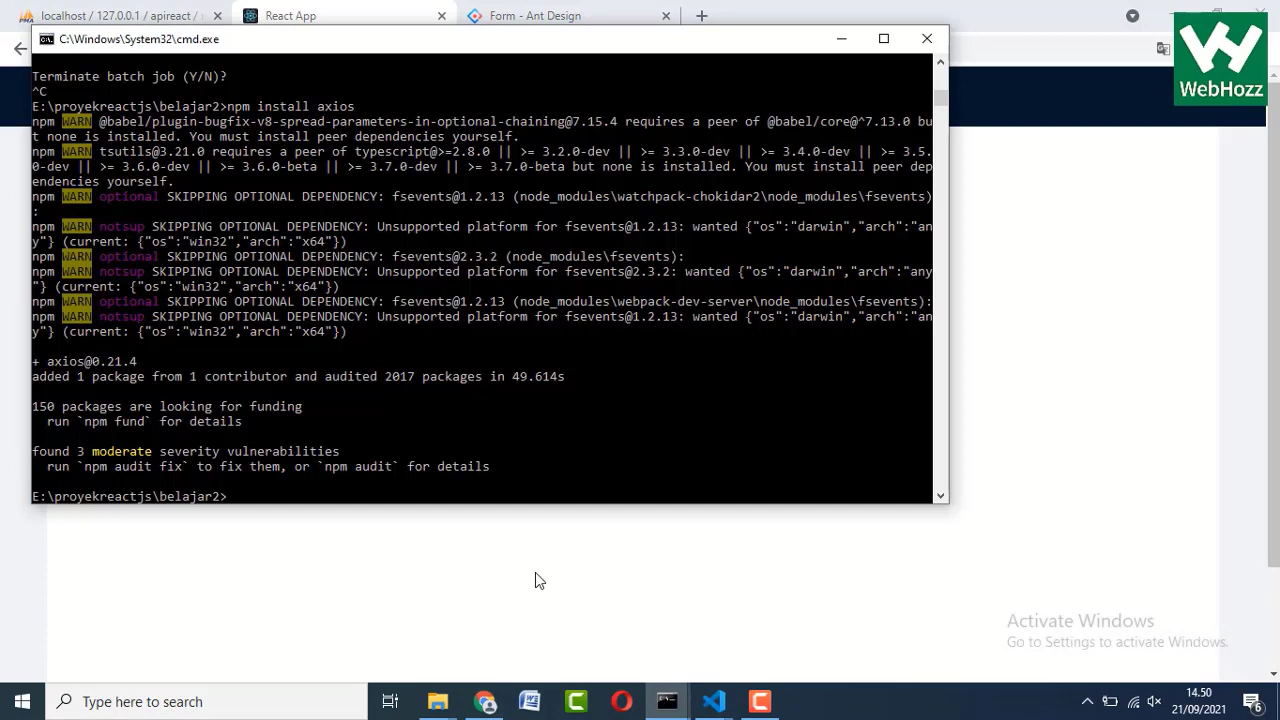 localhost / 127.0.0.1 / apireact /
React App
Form - Ant Design
C:\Windows\System32\cmd.exe
WebHozz
Terminate batch job (Y/N)?
^C
E:\proyekreactjs\belajar2>npm install axios
npm WARN @babel/plugin-bugfix-v8-spread-parameters-in-optional-chaining@7.15.4 requires a peer of @babel/core@^7.13.0 bu
t none is installed. You must install peer dependencies yourself.
npm WARN tsutils@3.21.0 requires a peer of typescript@>=2.8.0 || >= 3.2.0-dev || >= 3.3.0-dev || >= 3.4.0-dev || >= 3.5.
0-dev || >= 3.6.0-dev || >= 3.6.0-beta || >= 3.7.0-dev || >= 3.7.0-beta but none is installed. You must install peer dep
endencies yourself.
npm WARN optional SKIPPING OPTIONAL DEPENDENCY: fsevents@1.2.13 (node_modules\watchpack-chokidar2\node_modules\fsevents)
:
npm WARN notsup SKIPPING OPTIONAL DEPENDENCY: Unsupported platform for fsevents@1.2.13: wanted {"os":"darwin","arch":"an
y"} (current: {"os":"win32","arch":"x64"})
npm WARN optional SKIPPING OPTIONAL DEPENDENCY: fsevents@2.3.2 (node_modules\fsevents):
npm WARN notsup SKIPPING OPTIONAL DEPENDENCY: Unsupported platform for fsevents@2.3.2: wanted {"os":"darwin","arch":"any
"} (current: {"os":"win32","arch":"x64"})
npm WARN optional SKIPPING OPTIONAL DEPENDENCY: fsevents@1.2.13 (node_modules\webpack-dev-server\node_modules\fsevents):
npm WARN notsup SKIPPING OPTIONAL DEPENDENCY: Unsupported platform for fsevents@1.2.13: wanted {"os":"darwin","arch":"an
y"} (current: {"os":"win32","arch":"x64"})
+ axios@0.21.4
added 1 package from 1 contributor and audited 2017 packages in 49.614s
150 packages are looking for funding
run `npm fund` for details
found 3 moderate severity vulnerabilities
run `npm audit fix` to fix them, or `npm audit` for details
E:\proyekreactjs\belajar2>
Activate Windows
Go to Settings to activate Windows.
Type here to search
14.50
21/09/2021
6